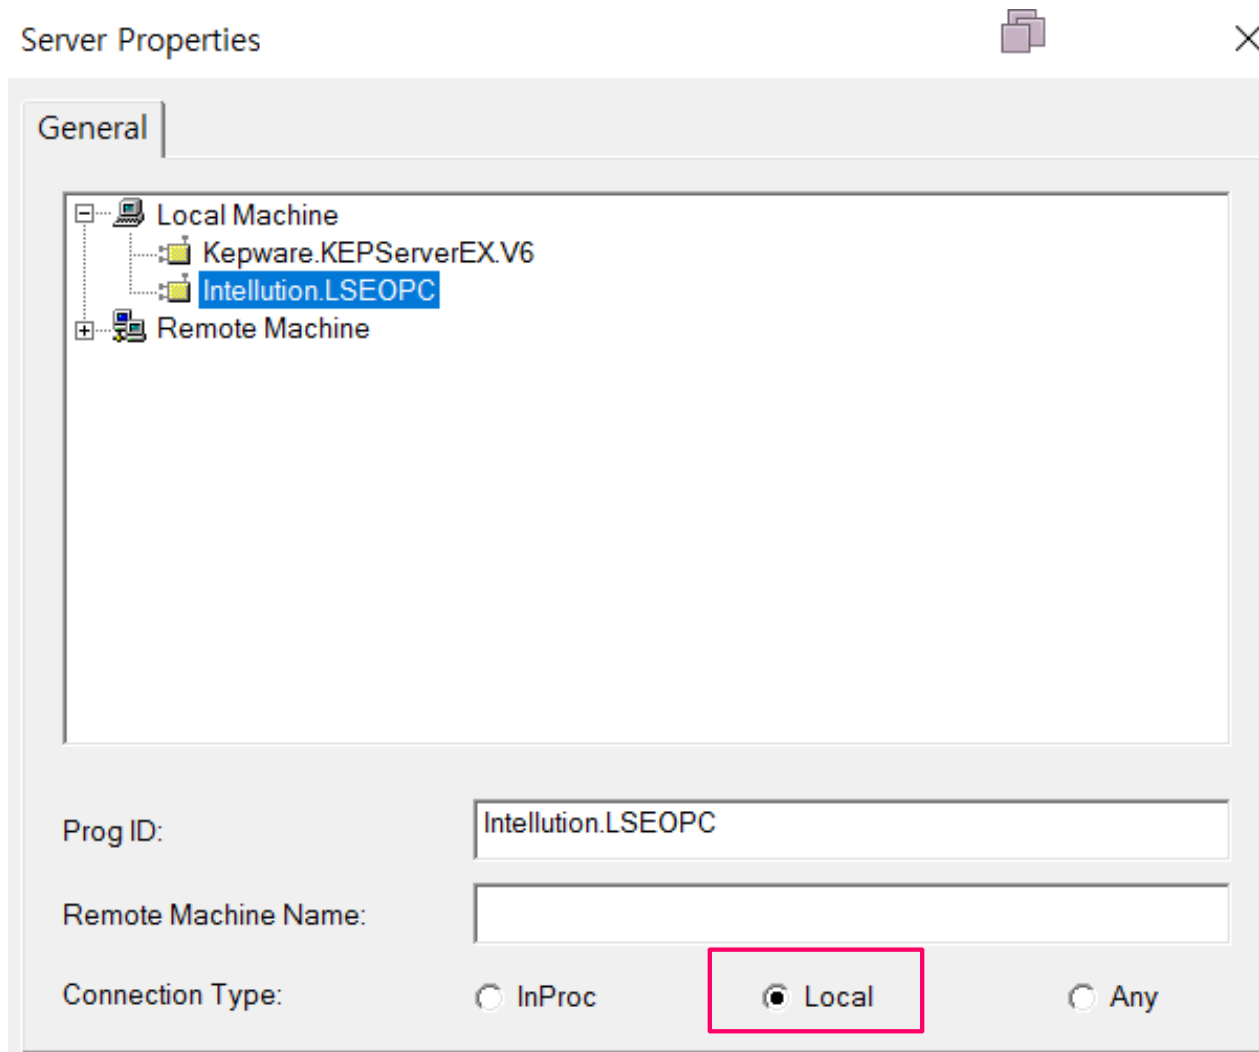 Server Properties
General
Local Machine
Kepware.KEPServerEX.V6
Intellution.LSEOPC
Remote Machine
Prog ID:
Intellution.LSEOPC
Remote Machine Name:
Connection Type:
InProc
Local
Any